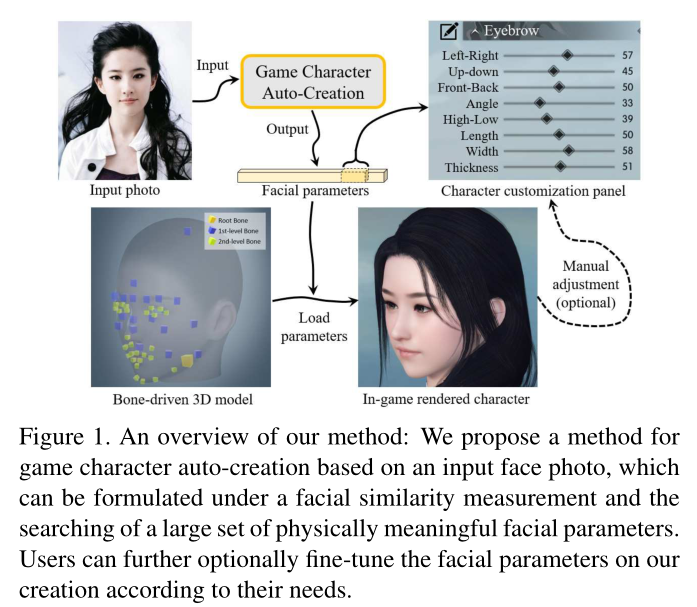 Eyebrow
Left-Right 57
Up-down 45
Front-Back 50
Angle 33
High-Low 39
Length 50
Width 58
Thickness 51
Input
Game Character
Auto-Creation
Output
Input photo
Facial parameters
Character customization panel
Root Bone
1st-level Bone
2nd-level Bone
Load
parameters
Manual
adjustment
(optional)
Bone-driven 3D model
In-game rendered character
Figure 1. An overview of our method: We propose a method for
game character auto-creation based on an input face photo, which
can be formulated under a facial similarity measurement and the
searching of a large set of physically meaningful facial parameters.
Users can further optionally fine-tune the facial parameters on our
creation according to their needs.